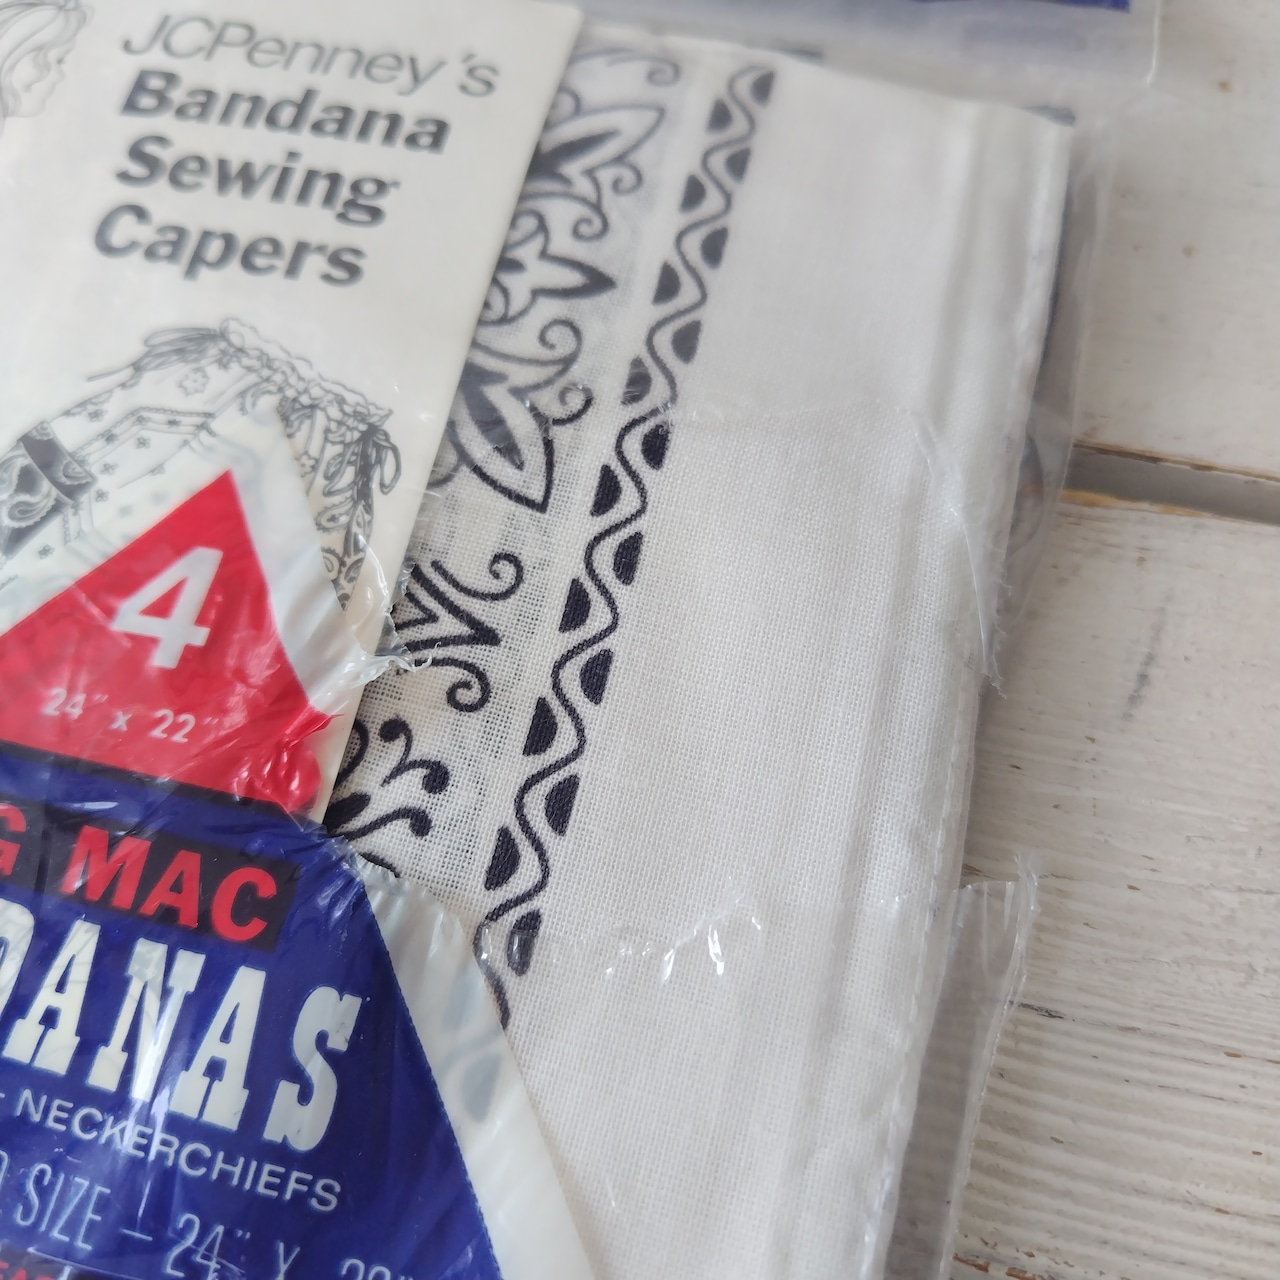 JCPenney's
Bandana
Sewing
Capers
4
24" x 22"
G MAC
DANAS
NECKERCHIEFS
SIZE – 24" X